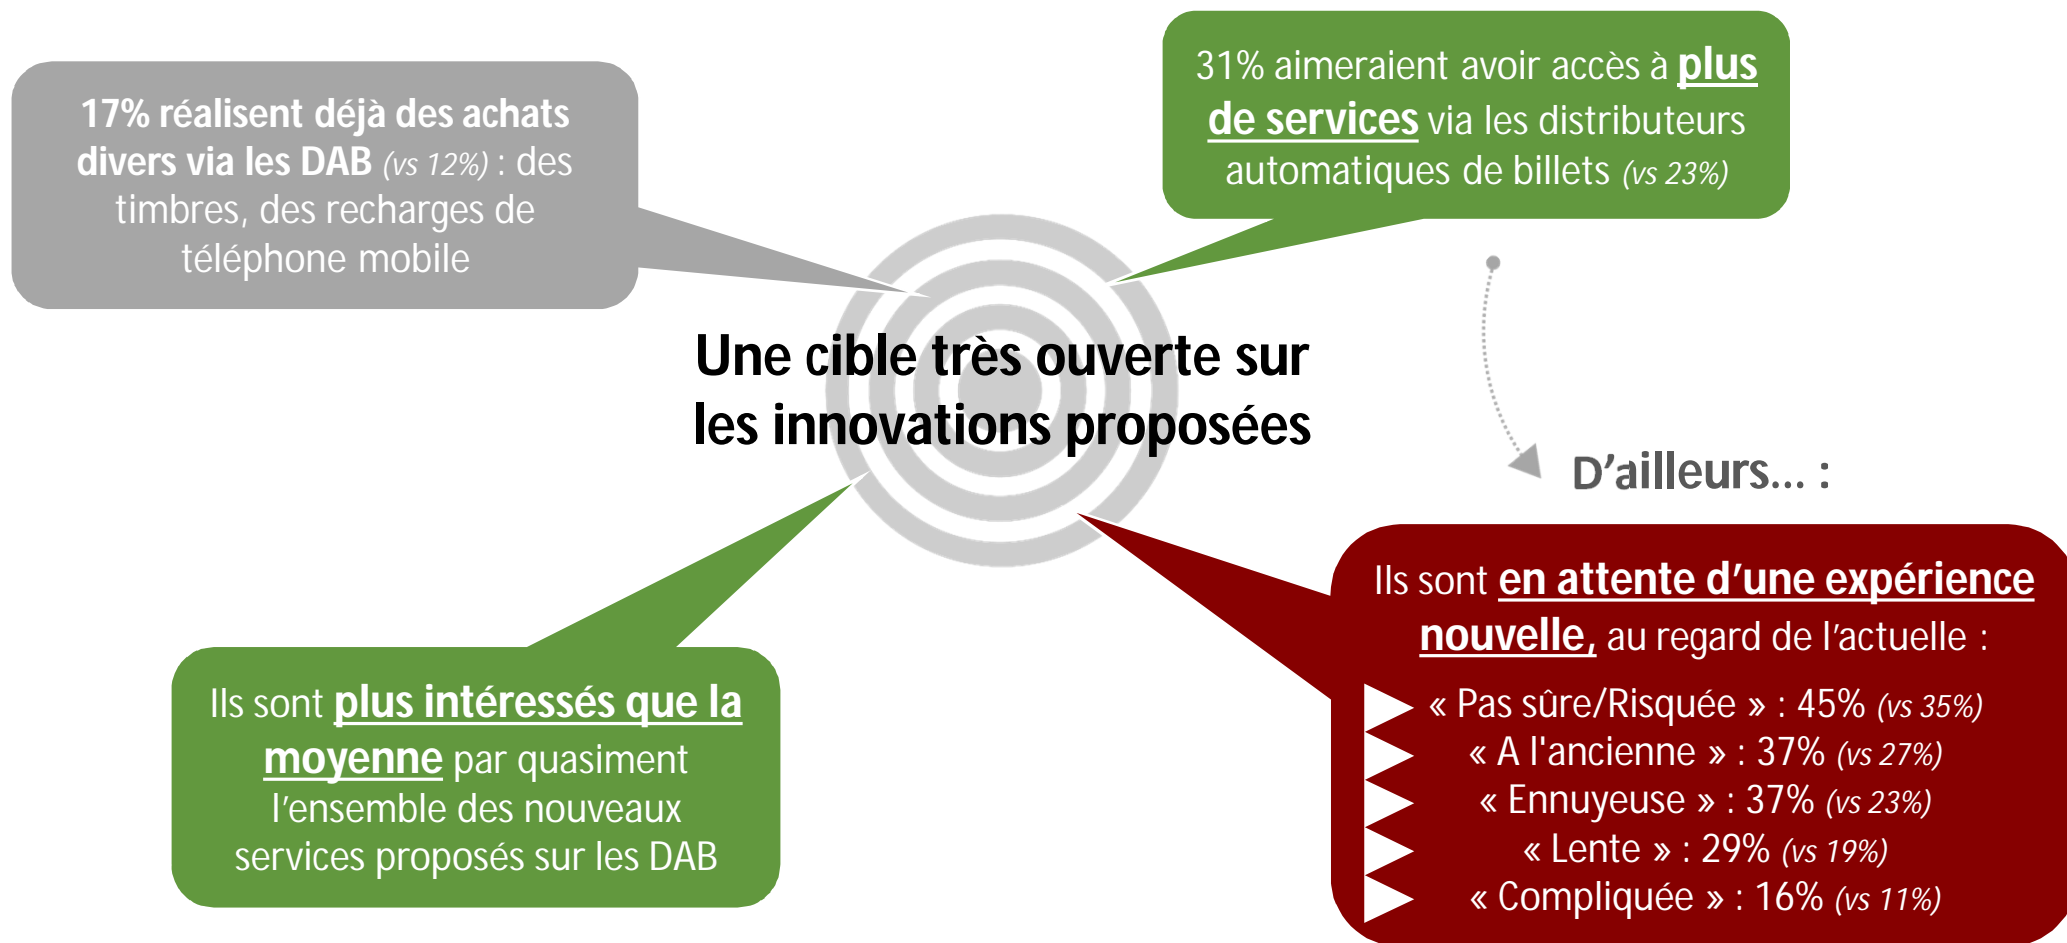 17% réalisent déjà des achats
divers via les DAB (vs 12%) : des
timbres, des recharges de
téléphone mobile
31% aimeraient avoir accès à plus
de services via les distributeurs
automatiques de billets (vs 23%)
Une cible très ouverte sur
les innovations proposées
D'ailleurs... :
Ils sont plus intéressés que la
moyenne par quasiment
l'ensemble des nouveaux
services proposés sur les DAB
Ils sont en attente d'une expérience
nouvelle, au regard de l'actuelle :
« Pas sûre/Risquée » : 45% (vs 35%)
« A l'ancienne » : 37% (vs 27%)
« Ennuyeuse » : 37% (vs 23%)
« Lente » : 29% (vs 19%)
« Compliquée » : 16% (vs 11%)